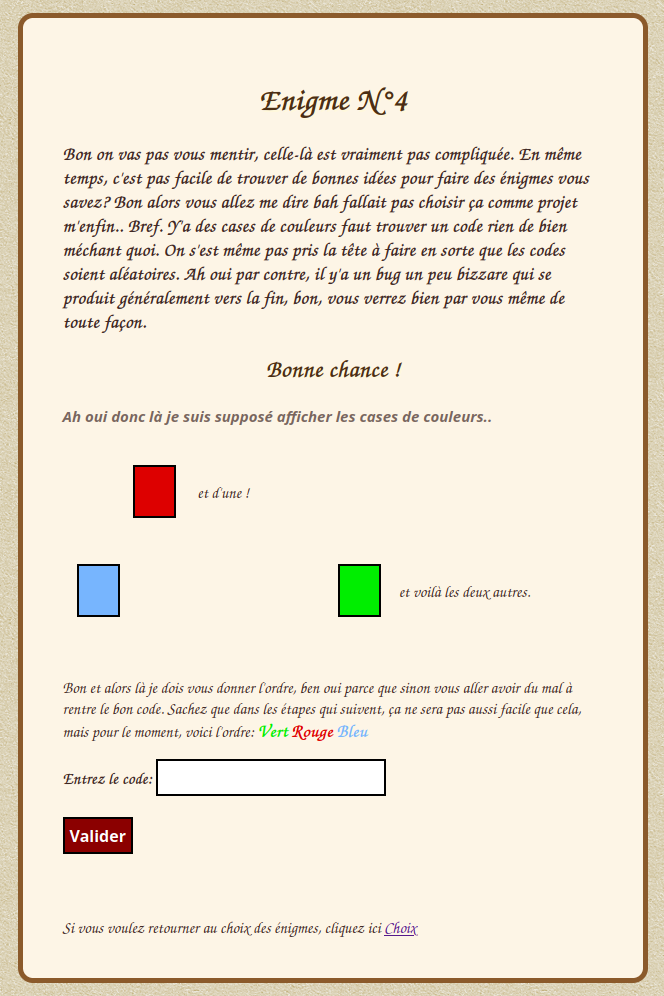 Enigme N°4
Bon on vas pas vous mentir, celle-là est vraiment pas compliquée. En même
temps, c'est pas facile de trouver de bonnes idées pour faire des énigmes vous
savez? Bon alors vous allez me dire bah fallait pas choisir ça comme projet
m'enfin.. Bref. Y'a des cases de couleurs faut trouver un code rien de bien
méchant quoi. On s'est même pas pris la tête à faire en sorte que les codes
soient aléatoires. Ah oui par contre, il y'a un bug un peu bizzare qui se
produit généralement vers la fin, bon, vous verrez bien par vous même de
toute façon.
Bonne chance !
Ah oui donc là je suis supposé afficher les cases de couleurs..
et d'une !
et voilà les deux autres.
Bon et alors là je dois vous donner l'ordre, ben oui parce que sinon vous aller avoir du mal à
rentre le bon code. Sachez que dans les étapes qui suivent, ça ne sera pas aussi facile que cela,
mais pour le moment, voici l'ordre: Vert Rouge Bleu
Entrez le code:
Valider
Si vous voulez retourner au choix des énigmes, cliquez ici Choix